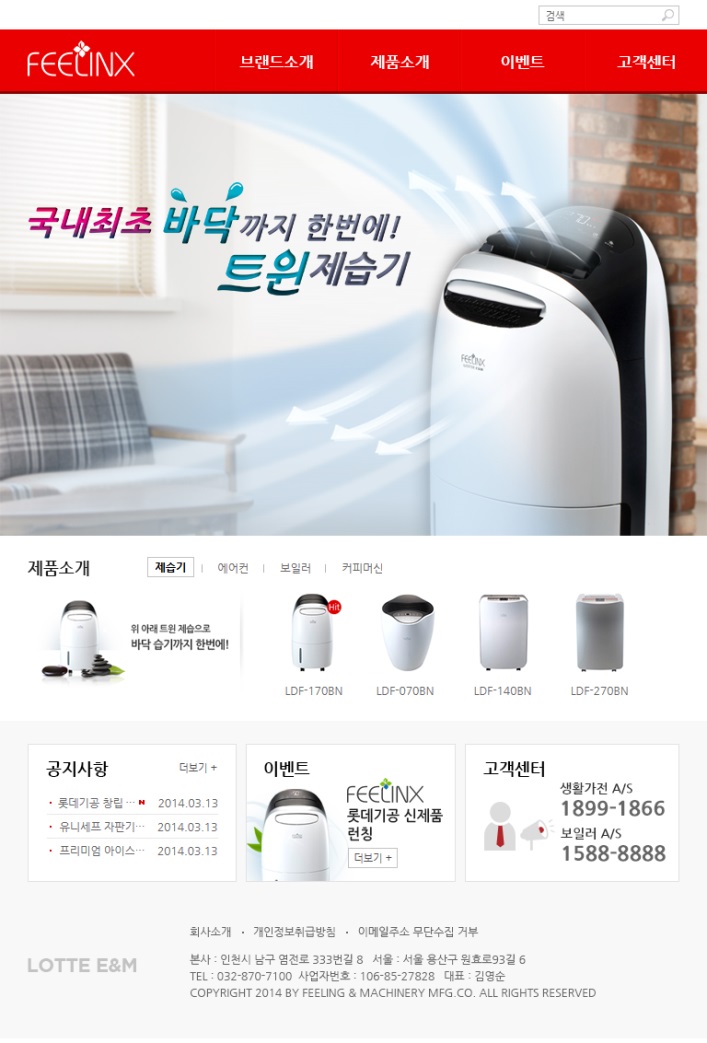 검색
FEELINX
브랜드소개 제품소개 이벤트 고객센터
국내최초 바닥까지 한번에!
트윈제습기
FEELINX
제품소개 제습기 에어컨 보일러 커피머신
위 아래 트윈 제습으로
바닥 습기까지 한번에!
Hit
LDF-170BN LDF-070BN LDF-140BN LDF-270BN
공지사항 더보기 +
롯데기공 창립 ··· N 2014.03.13
유니세프 자판기··· 2014.03.13
프리미엄 아이스··· 2014.03.13
이벤트
FEELINX
롯데기공 신제품
런칭
더보기 +
고객센터
생활가전 A/S
1899-1866
보일러 A/S
1588-8888
회사소개 · 개인정보취급방침 · 이메일주소 무단수집 거부
LOTTE E&M
본사 : 인천시 남구 염전로 333번길 8 서울 : 서울 용산구 원효로93길 6
TEL : 032-870-7100 사업자번호 : 106-85-27828 대표 : 김영순
COPYRIGHT 2014 BY FEELING & MACHINERY MFG.CO. ALL RIGHTS RESERVED